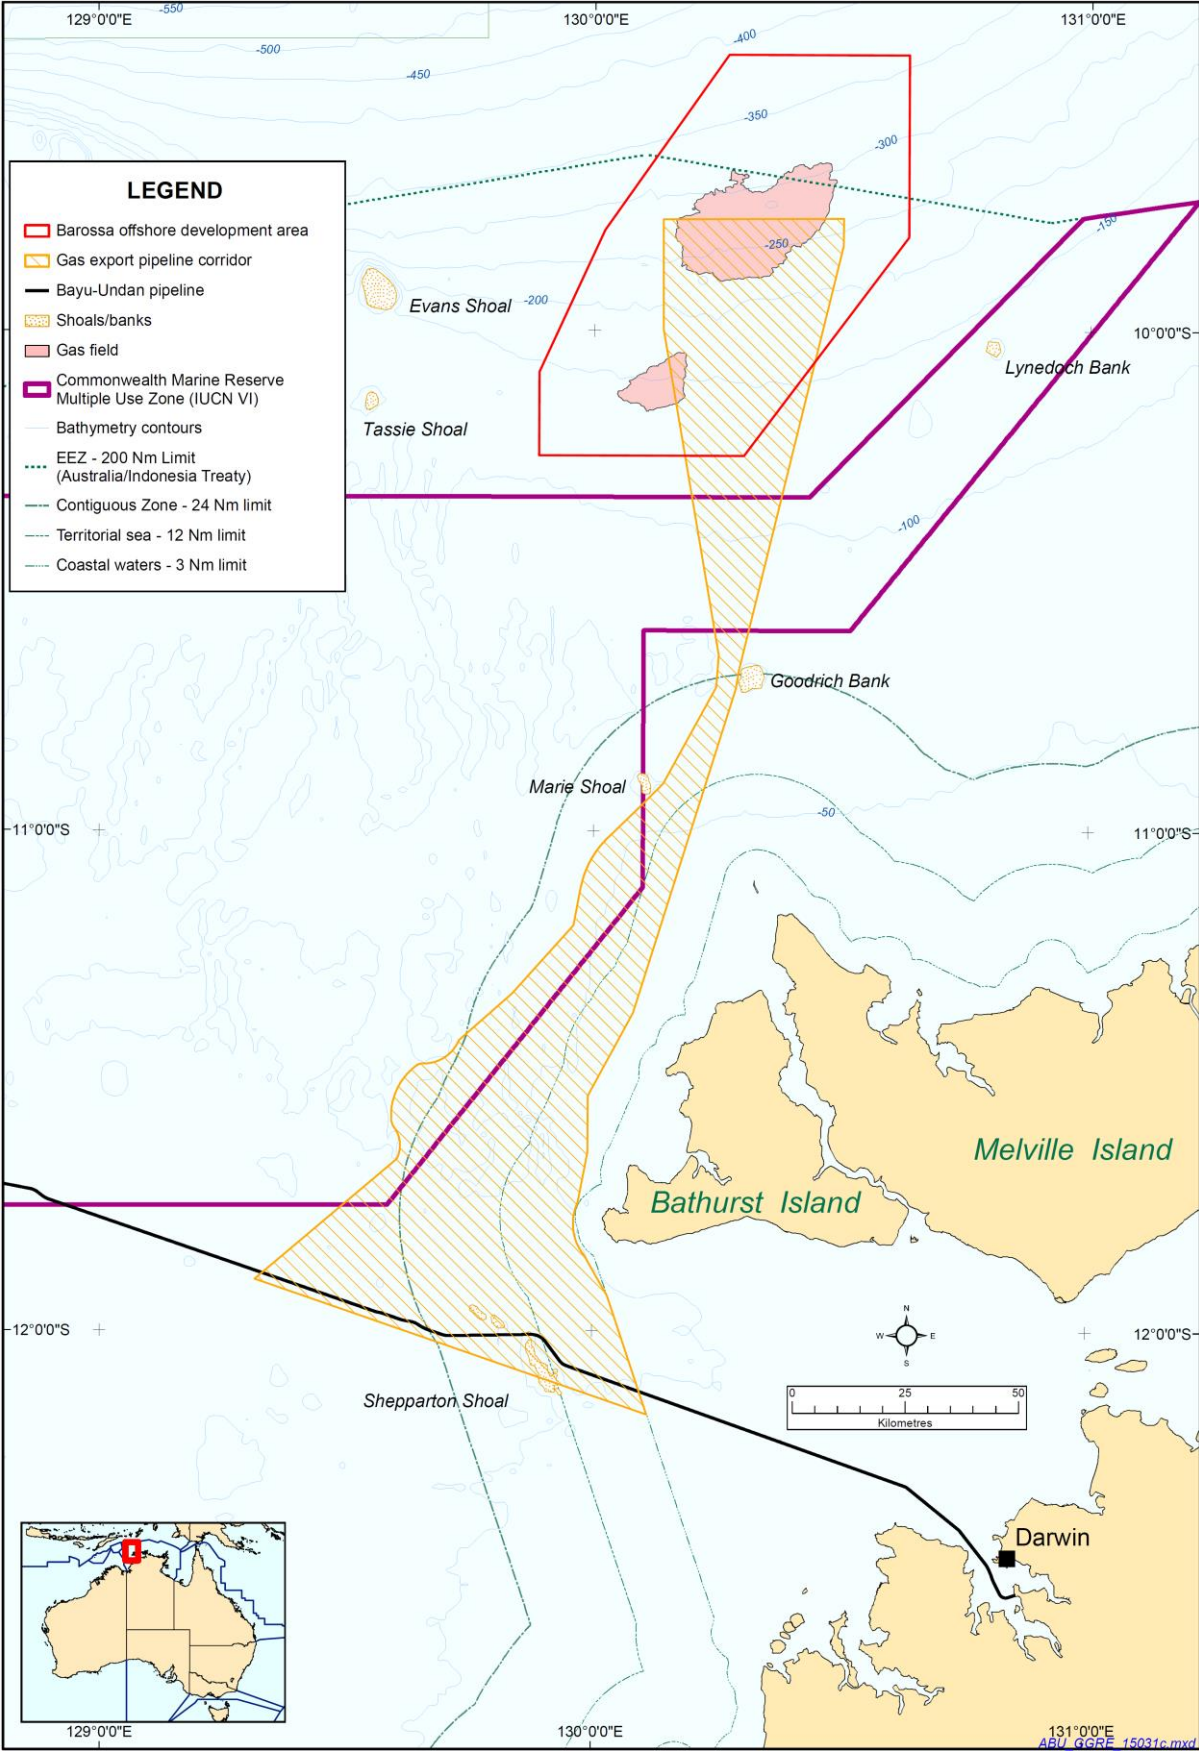 129°0'0"E
130°0'0"E
131°0'0"E
-550
-500
-450
-400
-350
-300
-250
-200
-150
-100
-50
LEGEND
Barossa offshore development area
Gas export pipeline corridor
Bayu-Undan pipeline
Shoals/banks
Gas field
Commonwealth Marine Reserve
Multiple Use Zone (IUCN VI)
Bathymetry contours
EEZ - 200 Nm Limit
(Australia/Indonesia Treaty)
Contiguous Zone - 24 Nm limit
Territorial sea - 12 Nm limit
Coastal waters - 3 Nm limit
Evans Shoal
10°0'0"S
Lynedoch Bank
Tassie Shoal
Goodrich Bank
Marie Shoal
11°0'0"S
11°0'0"S
Melville Island
Bathurst Island
12°0'0"S
12°0'0"S
N
W
E
S
Shepparton Shoal
0
25
50
Kilometres
Darwin
129°0'0"E
130°0'0"E
131°0'0"E
ABU_GGRE_15031c.mxd